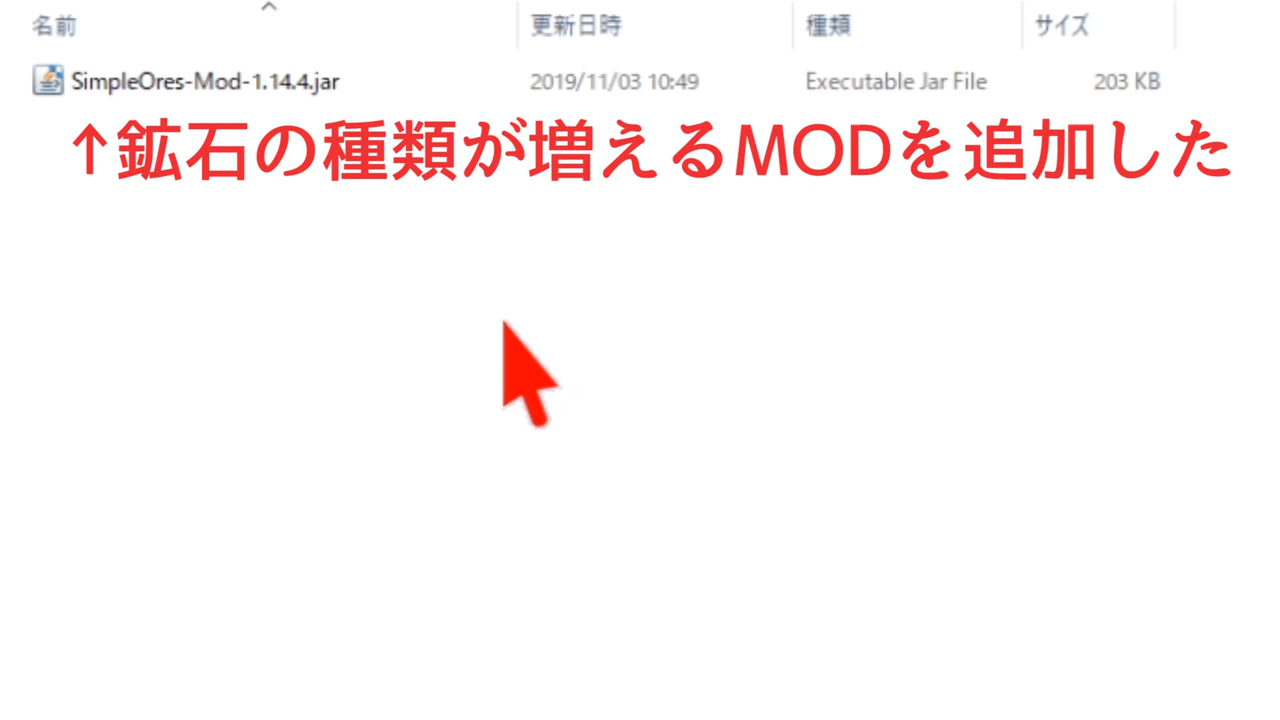 名前 更新日時 種類 サイズ
SimpleOres-Mod-1.14.4.jar 2019/11/03 10:49 Executable Jar File 203 KB
↑鉱石の種類が増えるMODを追加した